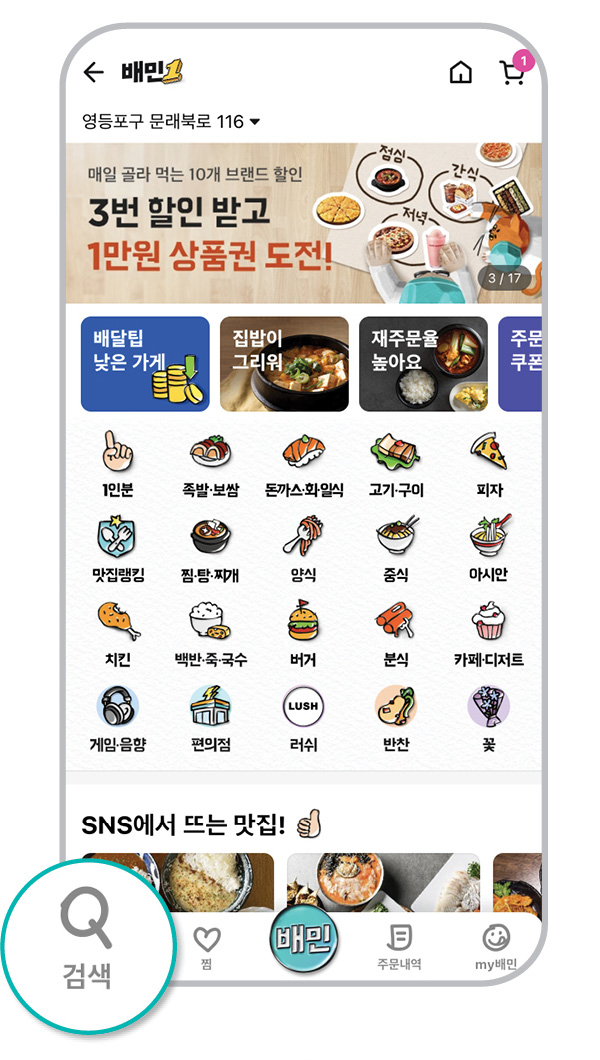 배민1
1
영등포구 문래북로 116
매일 골라 먹는 10개 브랜드 할인
3번 할인 받고
1만원 상품권 도전!
점심
간식
저녁
3 / 17
배달팁
낮은 가게
집밥이
그리워
재주문율
높아요
주문
쿠폰
1인분
족발·보쌈
돈까스·회·일식
고기·구이
피자
맛집랭킹
찜·탕·찌개
양식
중식
아시안
치킨
백반·죽·국수
버거
분식
카페·디저트
LUSH
게임·음향
편의점
러쉬
반찬
꽃
SNS에서 뜨는 맛집!
검색
찜
배민
주문내역
my배민